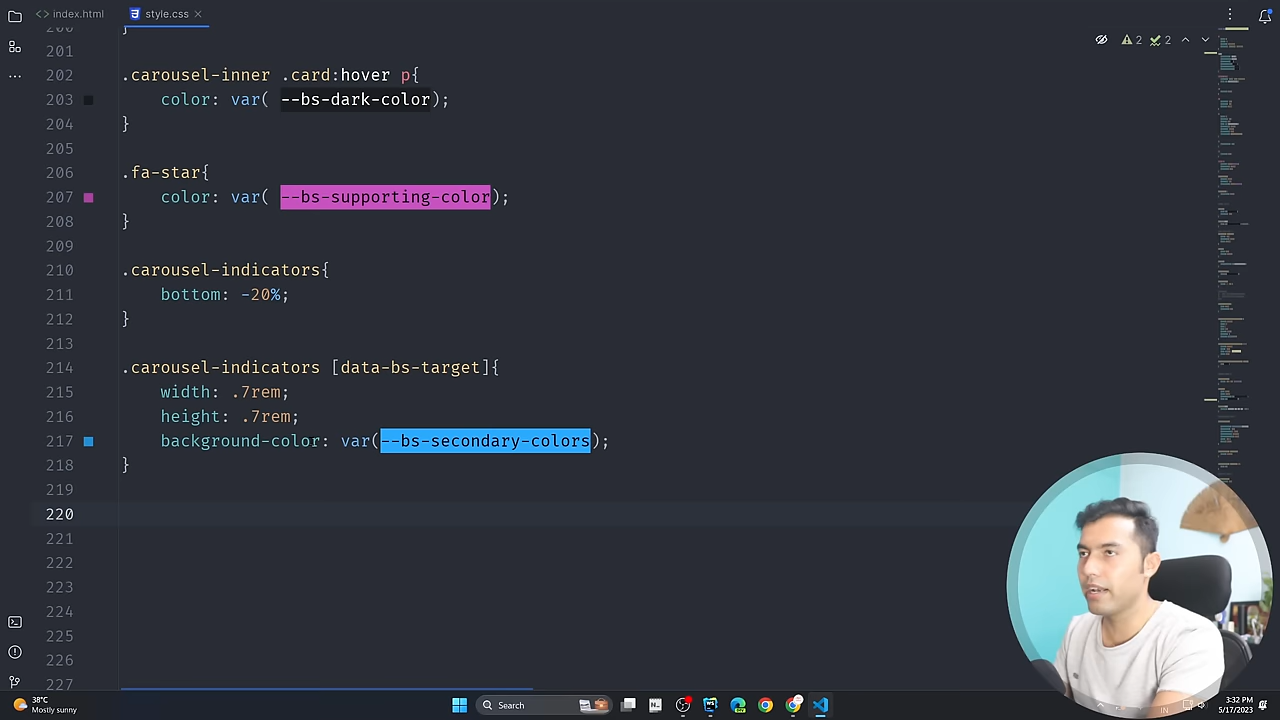 <> index.html
style.css ×
200 }
201
202 .carousel-inner .card:hover p{
203 color: var( --bs-dark-color);
204 }
205
206 .fa-star{
207 color: var( --bs-supporting-color);
208 }
209
210 .carousel-indicators{
211 bottom: -20%;
212 }
213
214 .carousel-indicators [data-bs-target]{
215 width: .7rem;
216 height: .7rem;
217 background-color: var(--bs-secondary-colors)
218 }
219
220
221
222
223
224
225
226
227
2 2
38°C
Mostly sunny
Search
IN
3:32 PM
5/17/2023